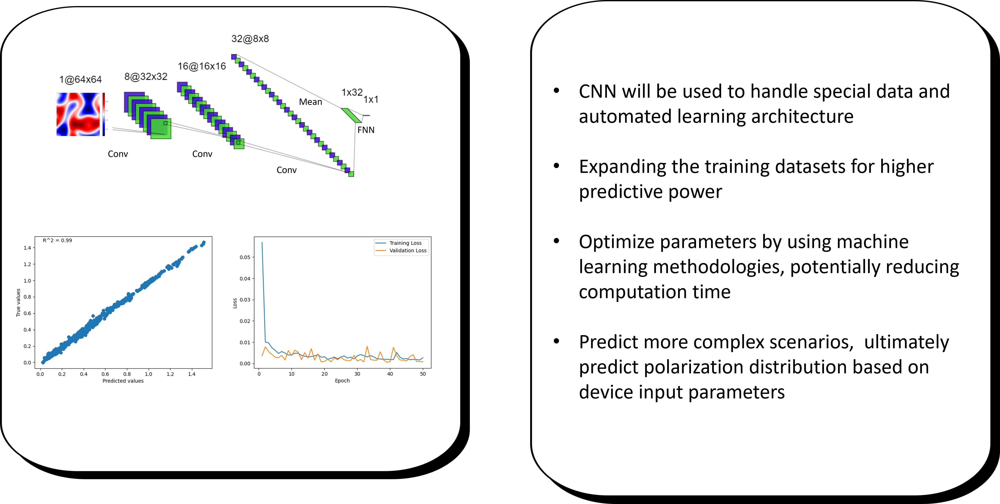 32@8x8
16@16x16
8@32x32
1@64x64
1x32
1x1
Mean
FNN
Conv
Conv
Conv
R^2 = 0.99
1.4
1.2
1.0
0.8
0.6
0.4
0.2
0.0
True values
0.0 0.2 0.4 0.6 0.8 1.0 1.2 1.4
Predicted values
Training Loss
Validation Loss
0.05
0.04
0.03
0.02
0.01
0.00
Loss
0 10 20 30 40 50
Epoch
• CNN will be used to handle special data and
automated learning architecture
• Expanding the training datasets for higher
predictive power
• Optimize parameters by using machine
learning methodologies, potentially reducing
computation time
• Predict more complex scenarios,  ultimately
predict polarization distribution based on
device input parameters